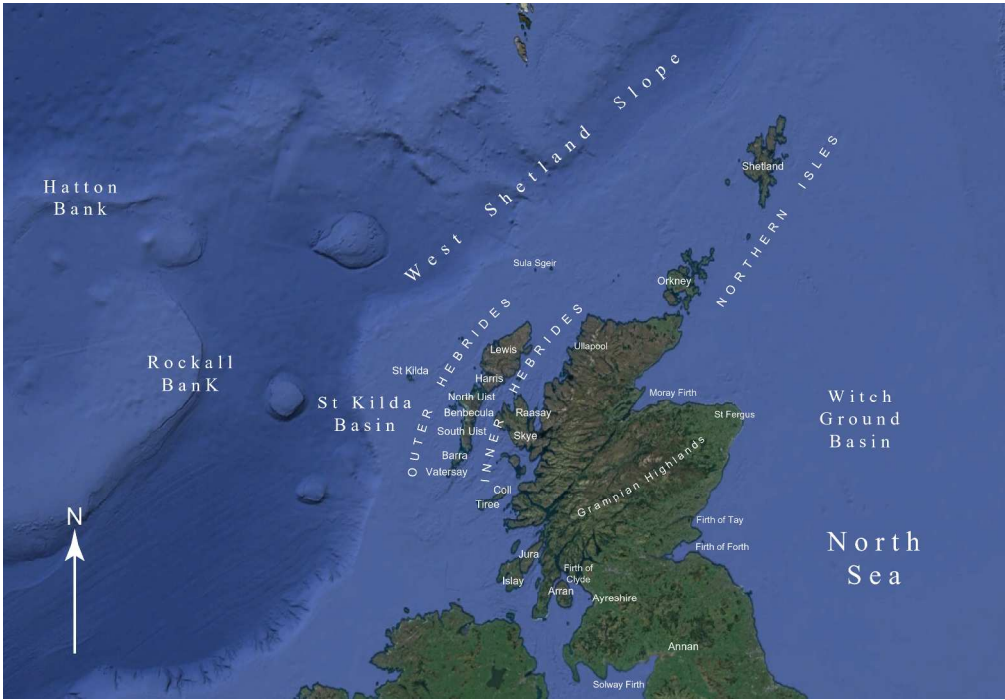 West Shetland Slope
Hatton
Bank
Shetland
NORTHERN ISLES
Sula Sgeir
Orkney
OUTER HEBRIDES
INNER HEBRIDES
Lewis
Ullapool
Rockall
BanK
St Kilda
Harris
St Kilda
Basin
North Uist
Benbecula
South Uist
Raasay
Skye
Barra
Vatersay
Moray Firth
St Fergus
Witch
Ground
Basin
Grampian Highlands
Coll
Tiree
N
Firth of Tay
Firth of Forth
North
Sea
Jura
Islay
Firth of
Clyde
Arran
Ayreshire
Annan
Solway Firth